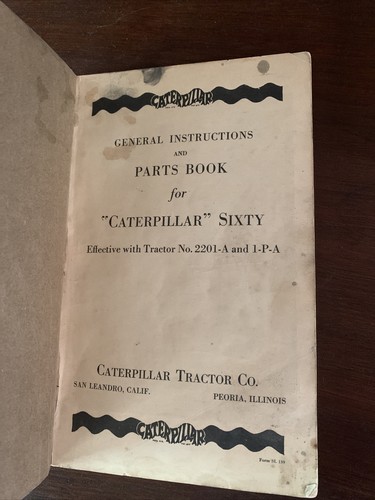 CATERPILLAR
GENERAL INSTRUCTIONS
AND
PARTS BOOK
for
"CATERPILLAR" SIXTY
Effective with Tractor No. 2201-A and 1-P-A
CATERPILLAR TRACTOR CO.
SAN LEANDRO, CALIF.
PEORIA, ILLINOIS
CATERPILLAR